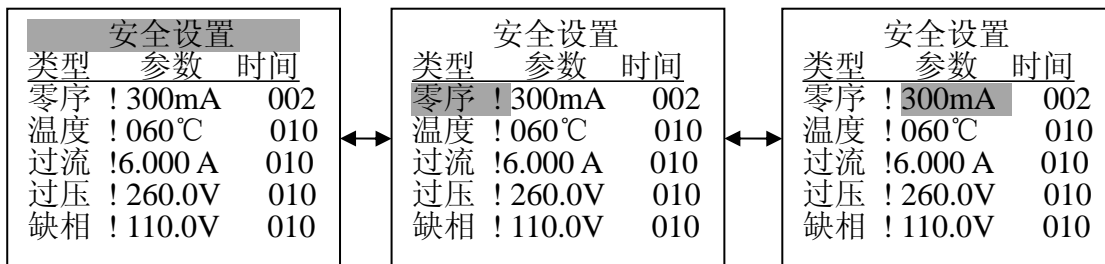 安全设置
类型 参数 时间
零序 ! 300mA 002
温度 ! 060℃ 010
过流 !6.000 A 010
过压 ! 260.0V 010
缺相 ! 110.0V 010
安全设置
类型 参数 时间
零序 ! 300mA 002
温度 ! 060℃ 010
过流 !6.000 A 010
过压 ! 260.0V 010
缺相 ! 110.0V 010
安全设置
类型 参数 时间
零序 ! 300mA 002
温度 ! 060℃ 010
过流 !6.000 A 010
过压 ! 260.0V 010
缺相 ! 110.0V 010